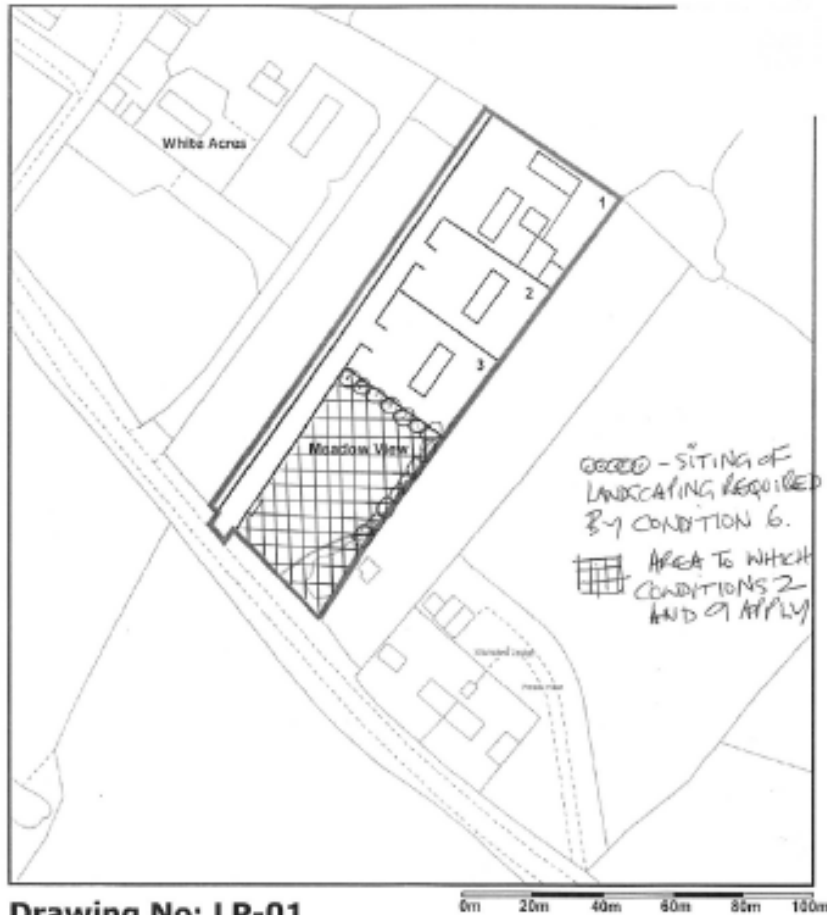 White Acres
1
2
3
Meadow View
- SITING OF
LANDSCAPING REQUIRED
BY CONDITION 6.
AREA TO WHICH
CONDITIONS 2
AND 9 APPLY
Drawing No: LP-01
0m 20m 40m 60m 80m 100m